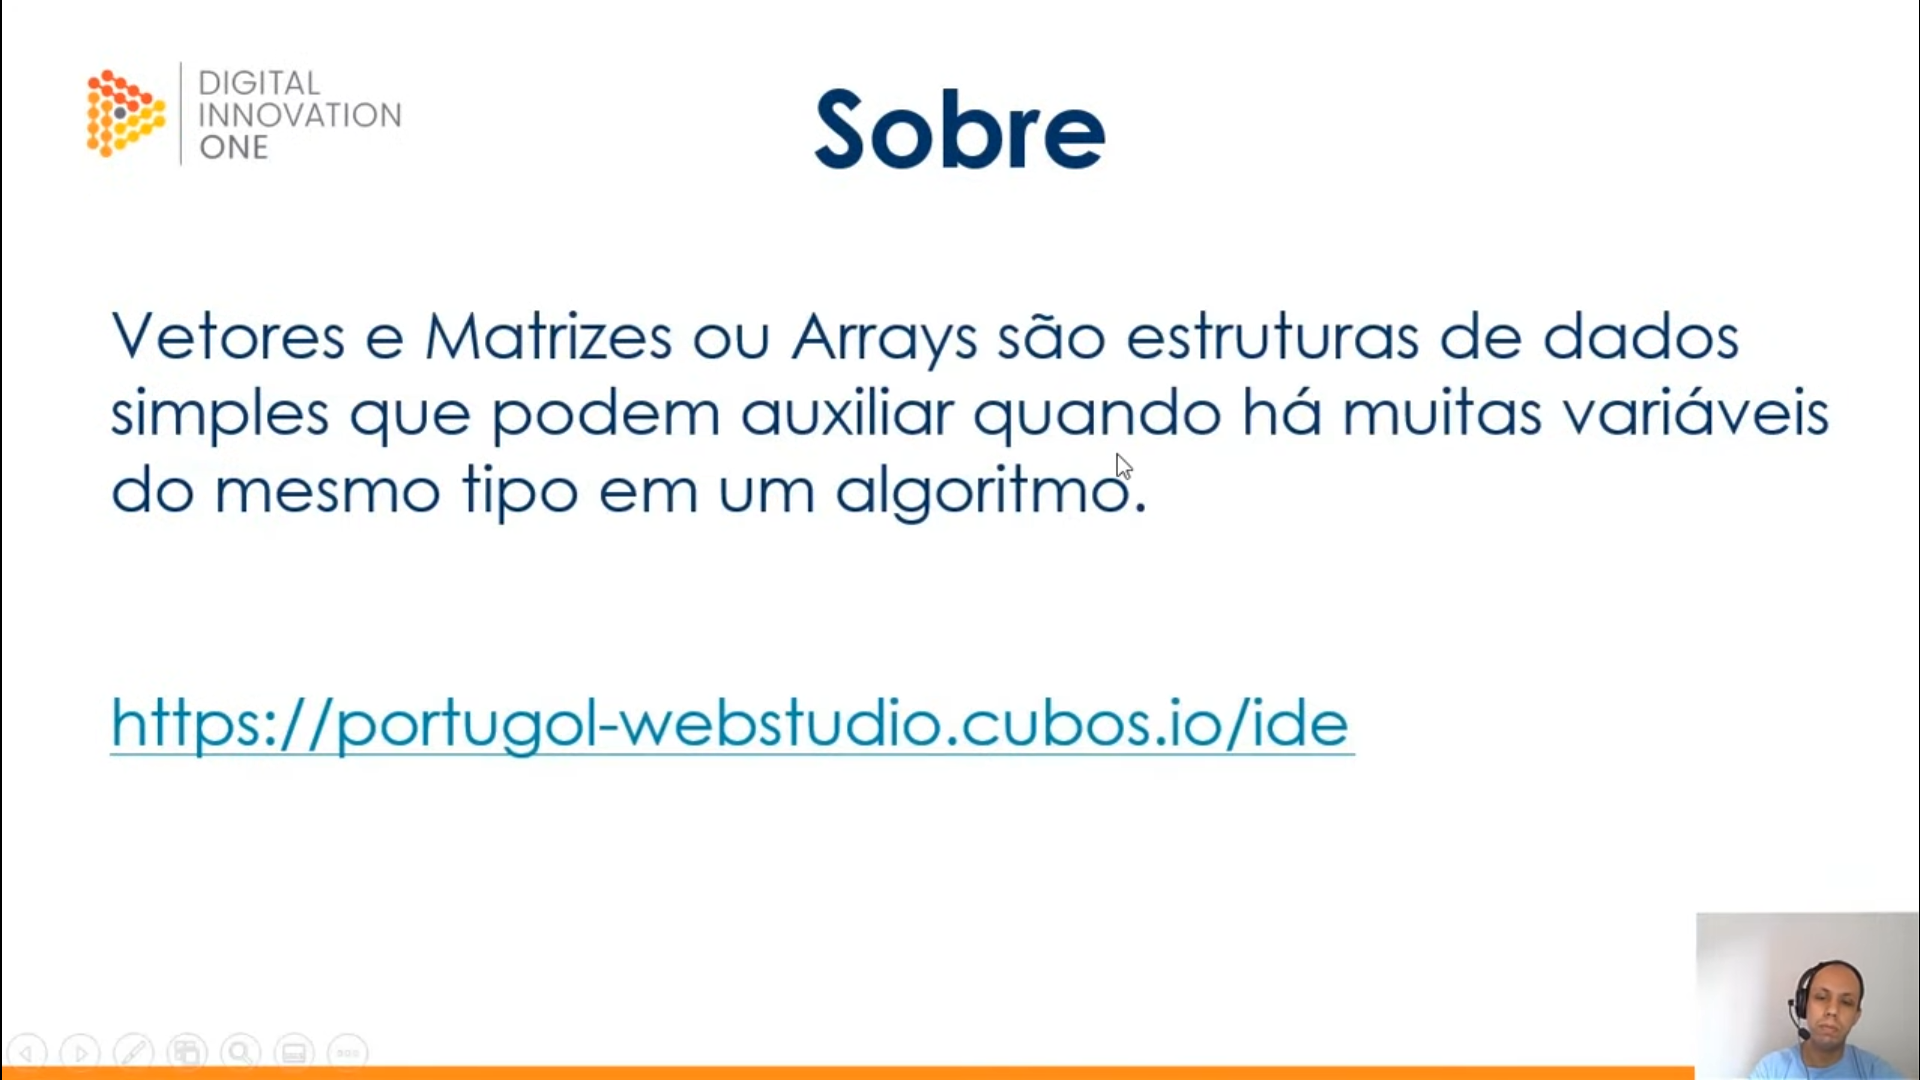 DIGITAL
INNOVATION
ONE
Sobre
Vetores e Matrizes ou Arrays são estruturas de dados
simples que podem auxiliar quando há muitas variáveis
do mesmo tipo em um algoritmo.
https://portugol-webstudio.cubos.io/ide